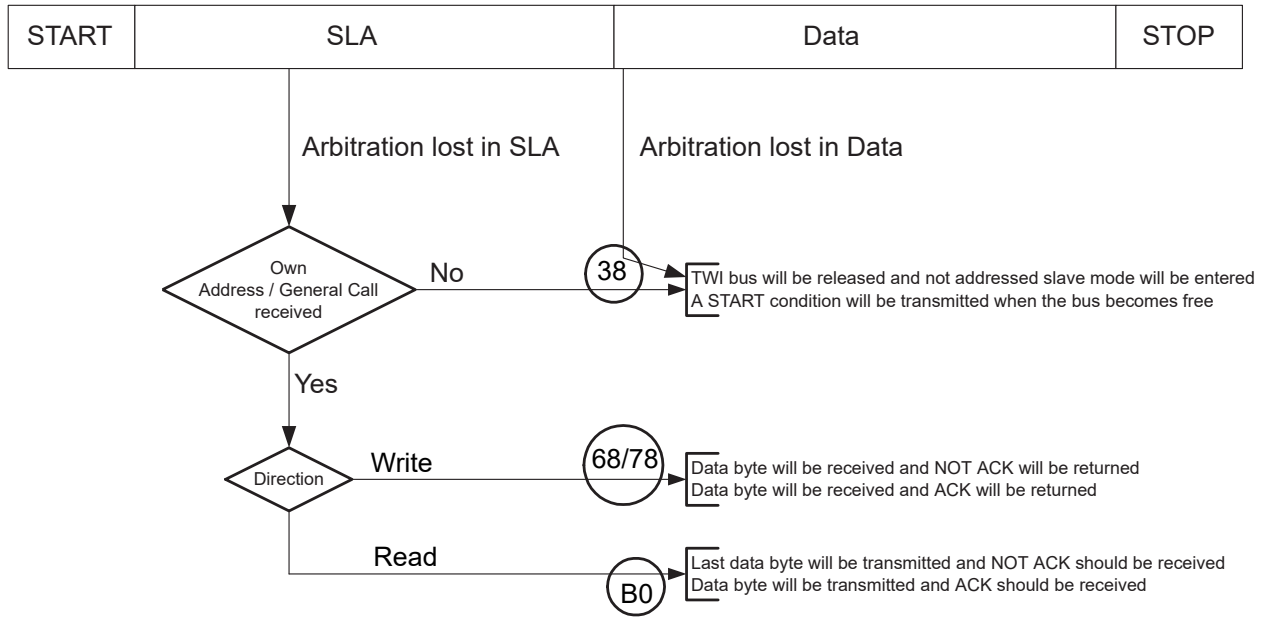 START
SLA
Data
STOP
Arbitration lost in SLA
Arbitration lost in Data
Own
Address / General Call
received
No
38
TWI bus will be released and not addressed slave mode will be entered
A START condition will be transmitted when the bus becomes free
Yes
Direction
Write
68/78
Data byte will be received and NOT ACK will be returned
Data byte will be received and ACK will be returned
Read
B0
Last data byte will be transmitted and NOT ACK should be received
Data byte will be transmitted and ACK should be received